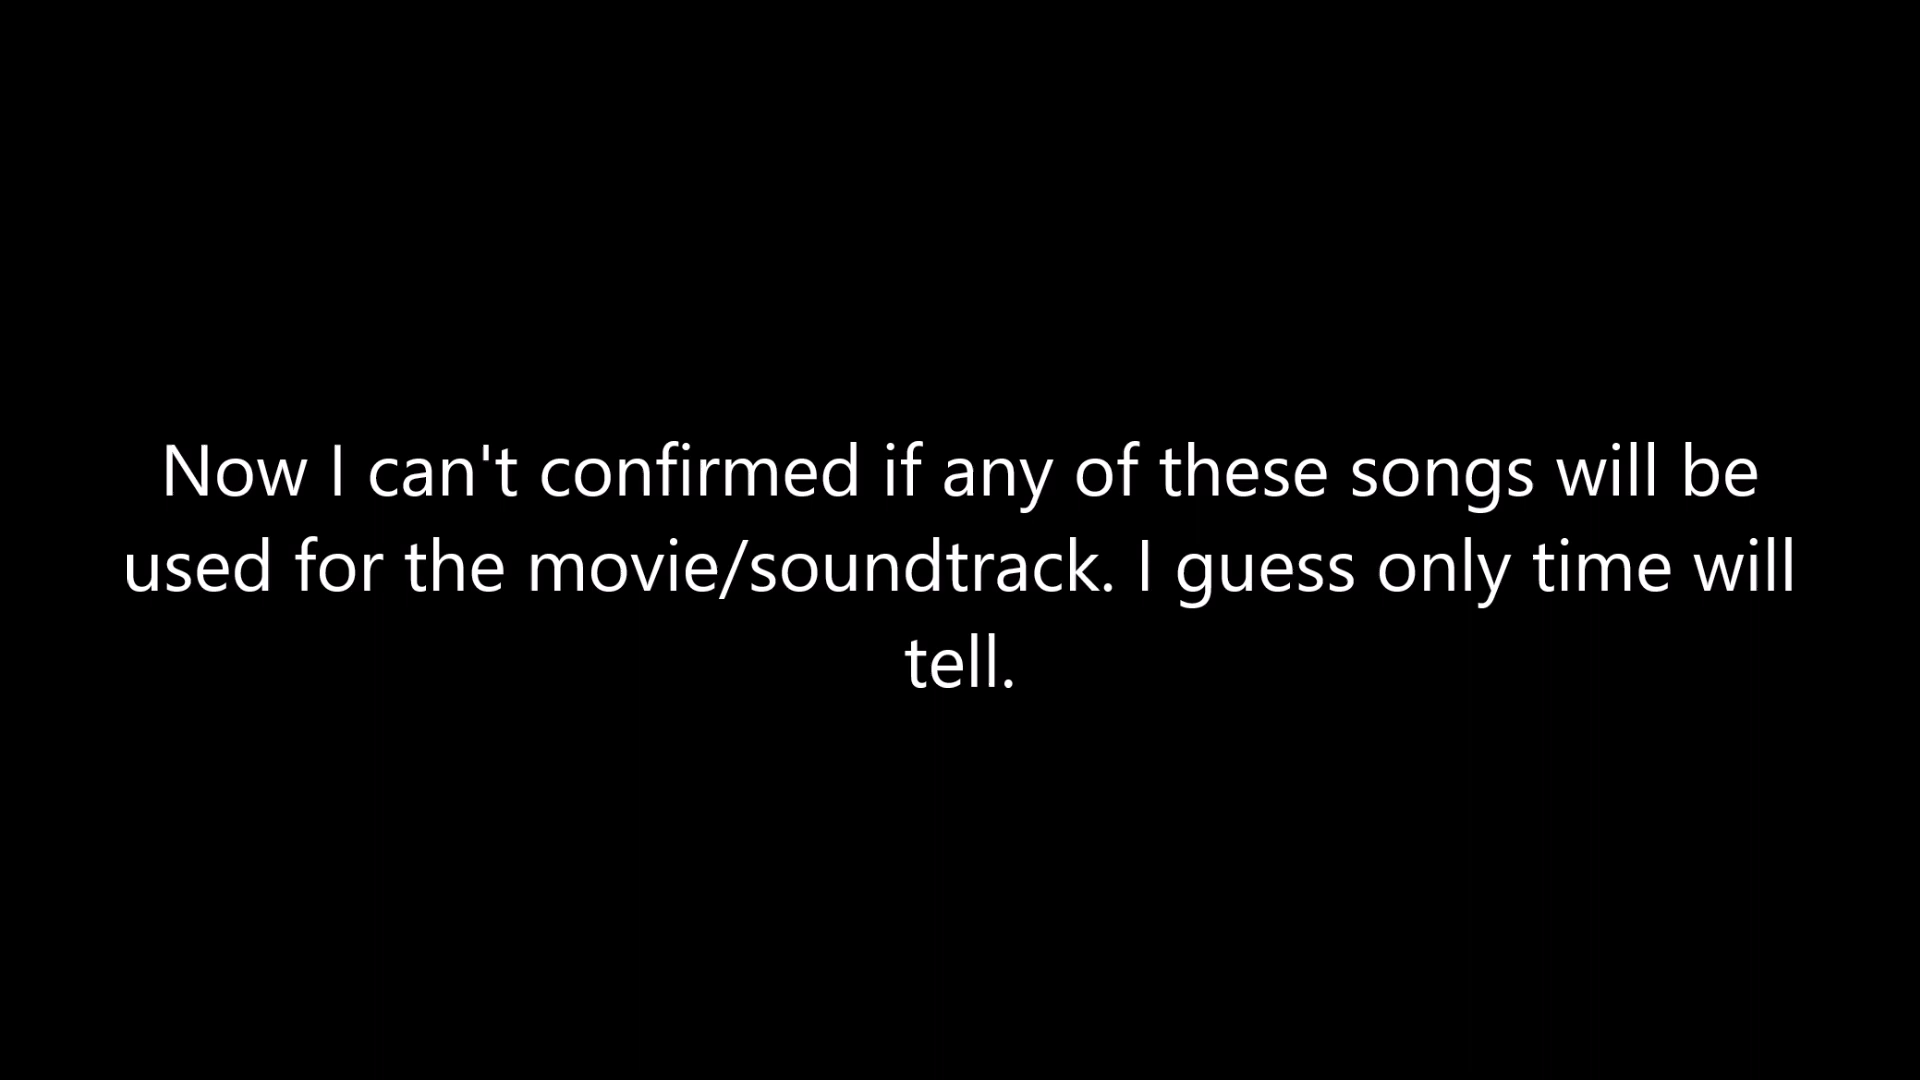 Now I can't confirmed if any of these songs will be
used for the movie/soundtrack. I guess only time will
tell.